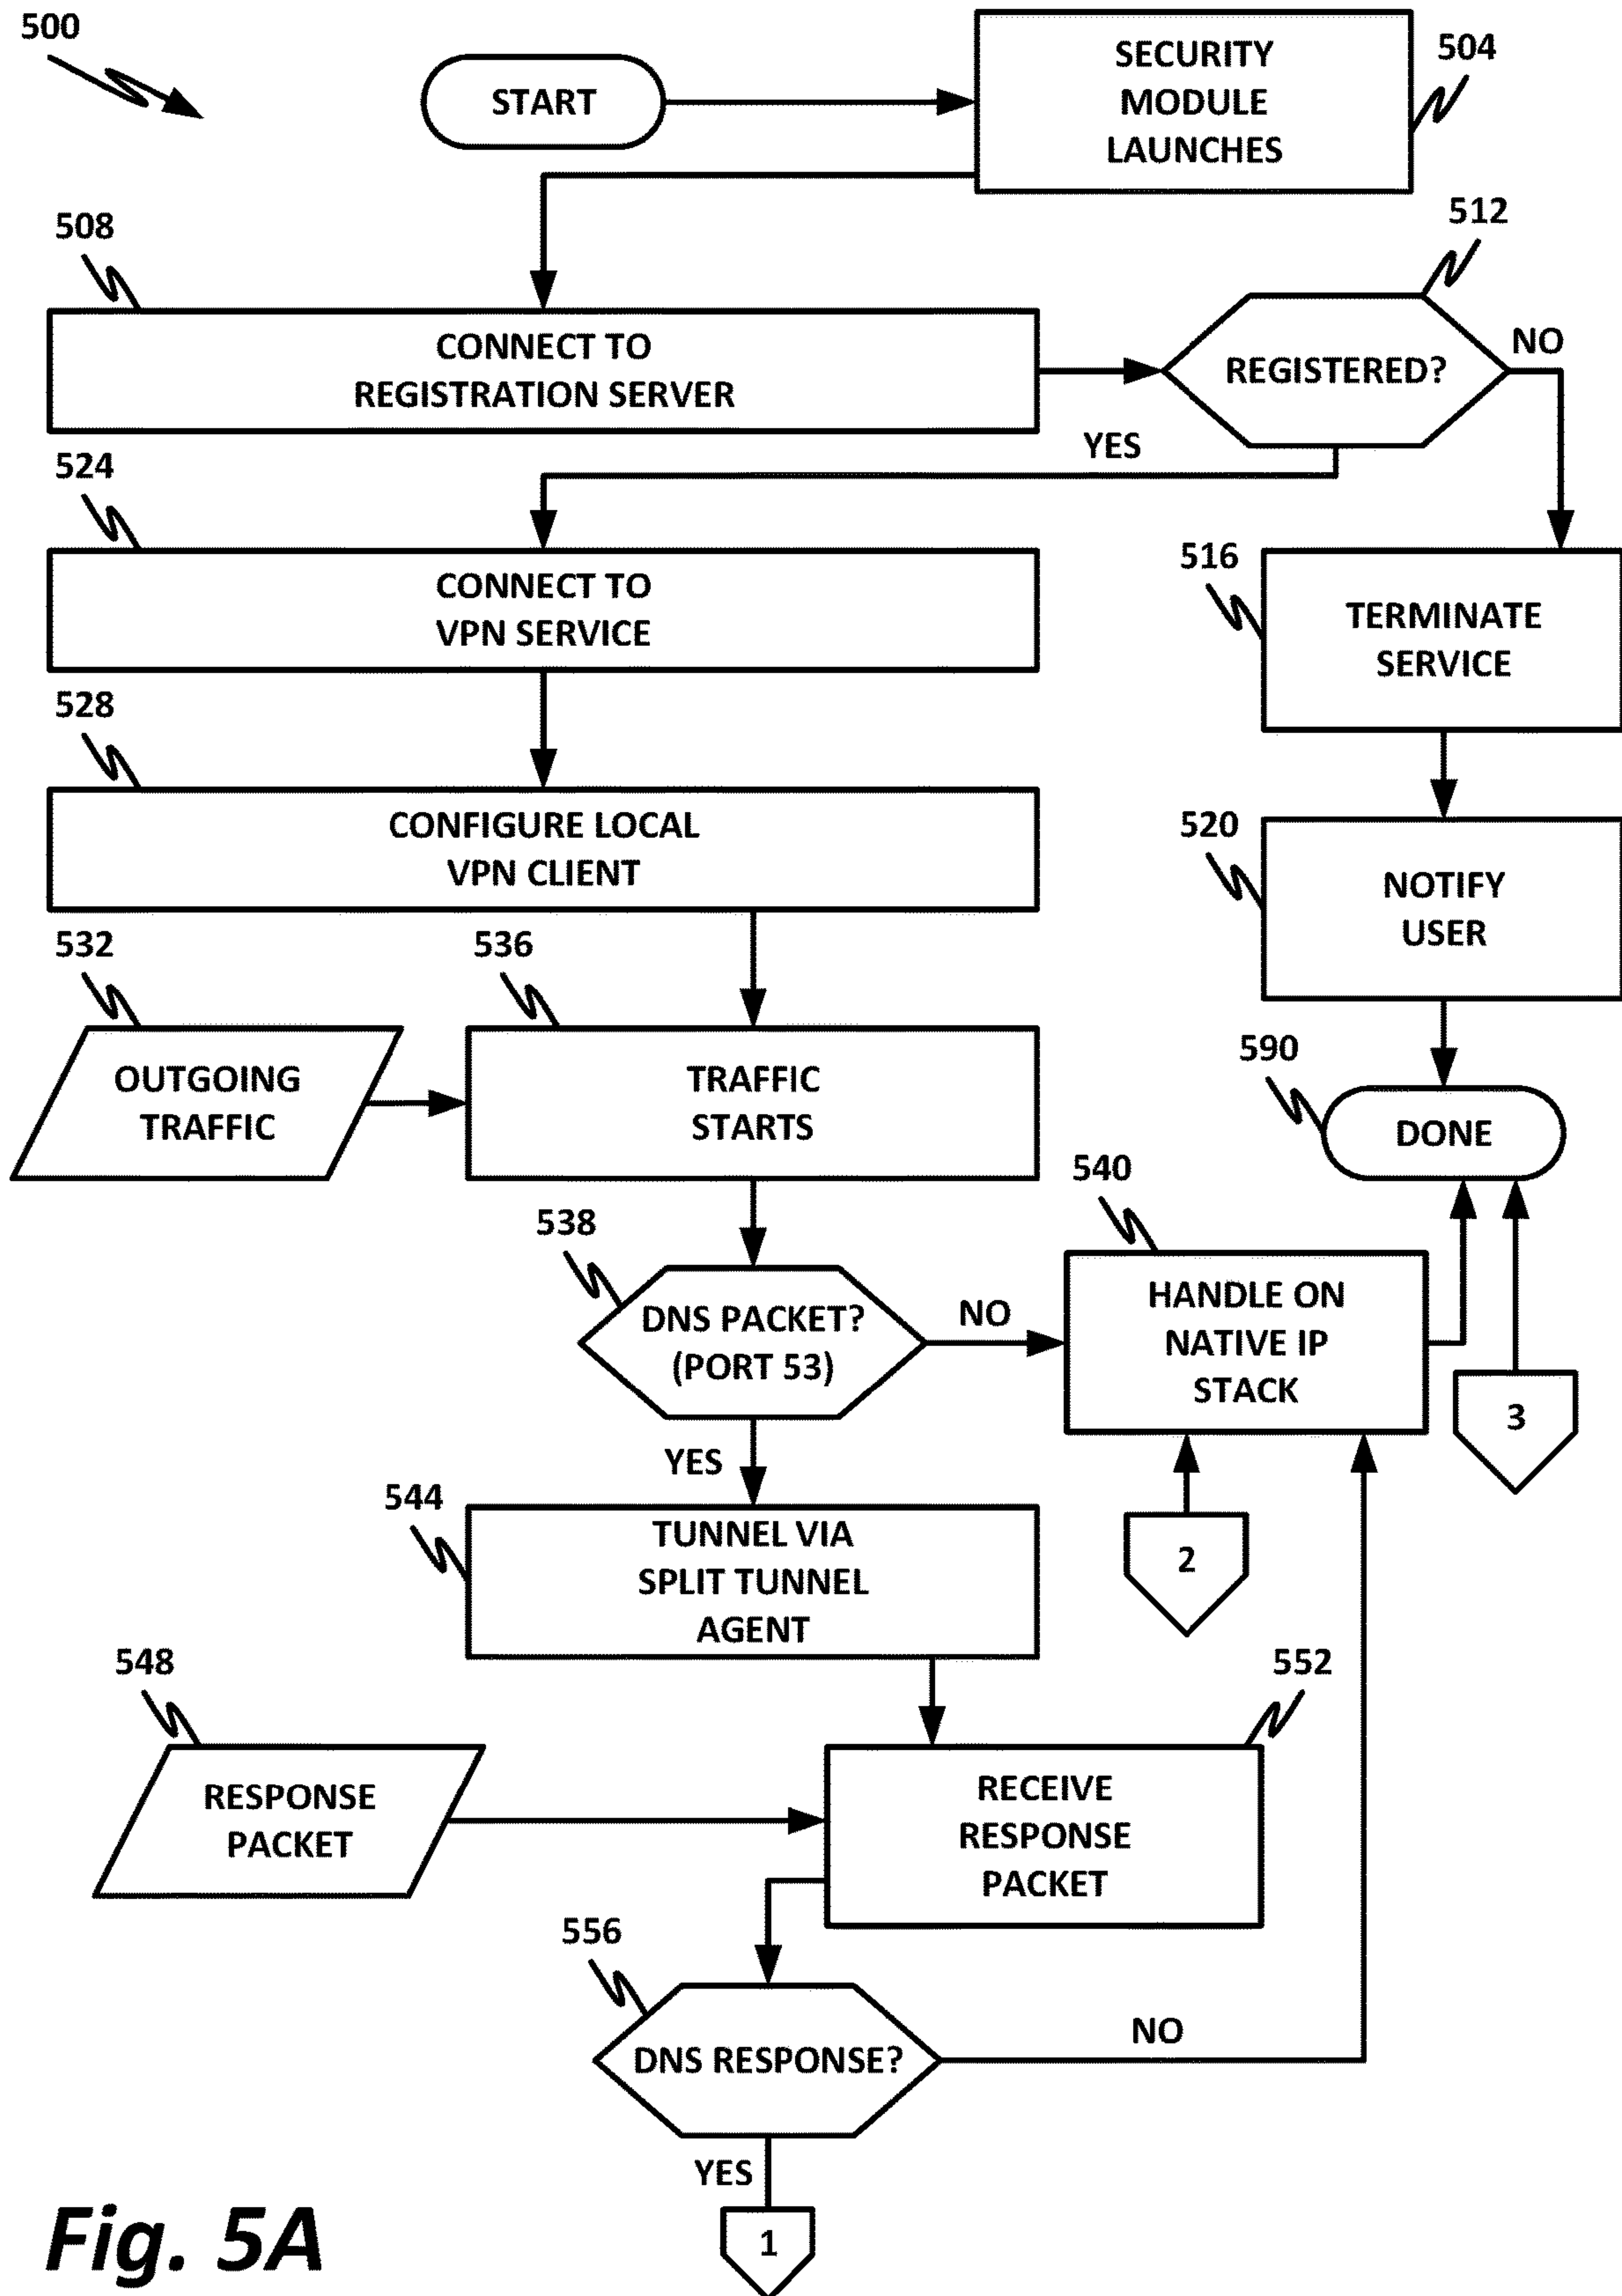 500
START
SECURITY
MODULE
LAUNCHES
504
508
CONNECT TO
REGISTRATION SERVER
512
REGISTERED?
NO
YES
524
CONNECT TO
VPN SERVICE
516
TERMINATE
SERVICE
528
CONFIGURE LOCAL
VPN CLIENT
520
NOTIFY
USER
532
OUTGOING
TRAFFIC
536
TRAFFIC
STARTS
590
DONE
538
DNS PACKET?
(PORT 53)
NO
540
HANDLE ON
NATIVE IP
STACK
3
YES
2
544
TUNNEL VIA
SPLIT TUNNEL
AGENT
548
RESPONSE
PACKET
552
RECEIVE
RESPONSE
PACKET
556
DNS RESPONSE?
NO
YES
1
Fig. 5A